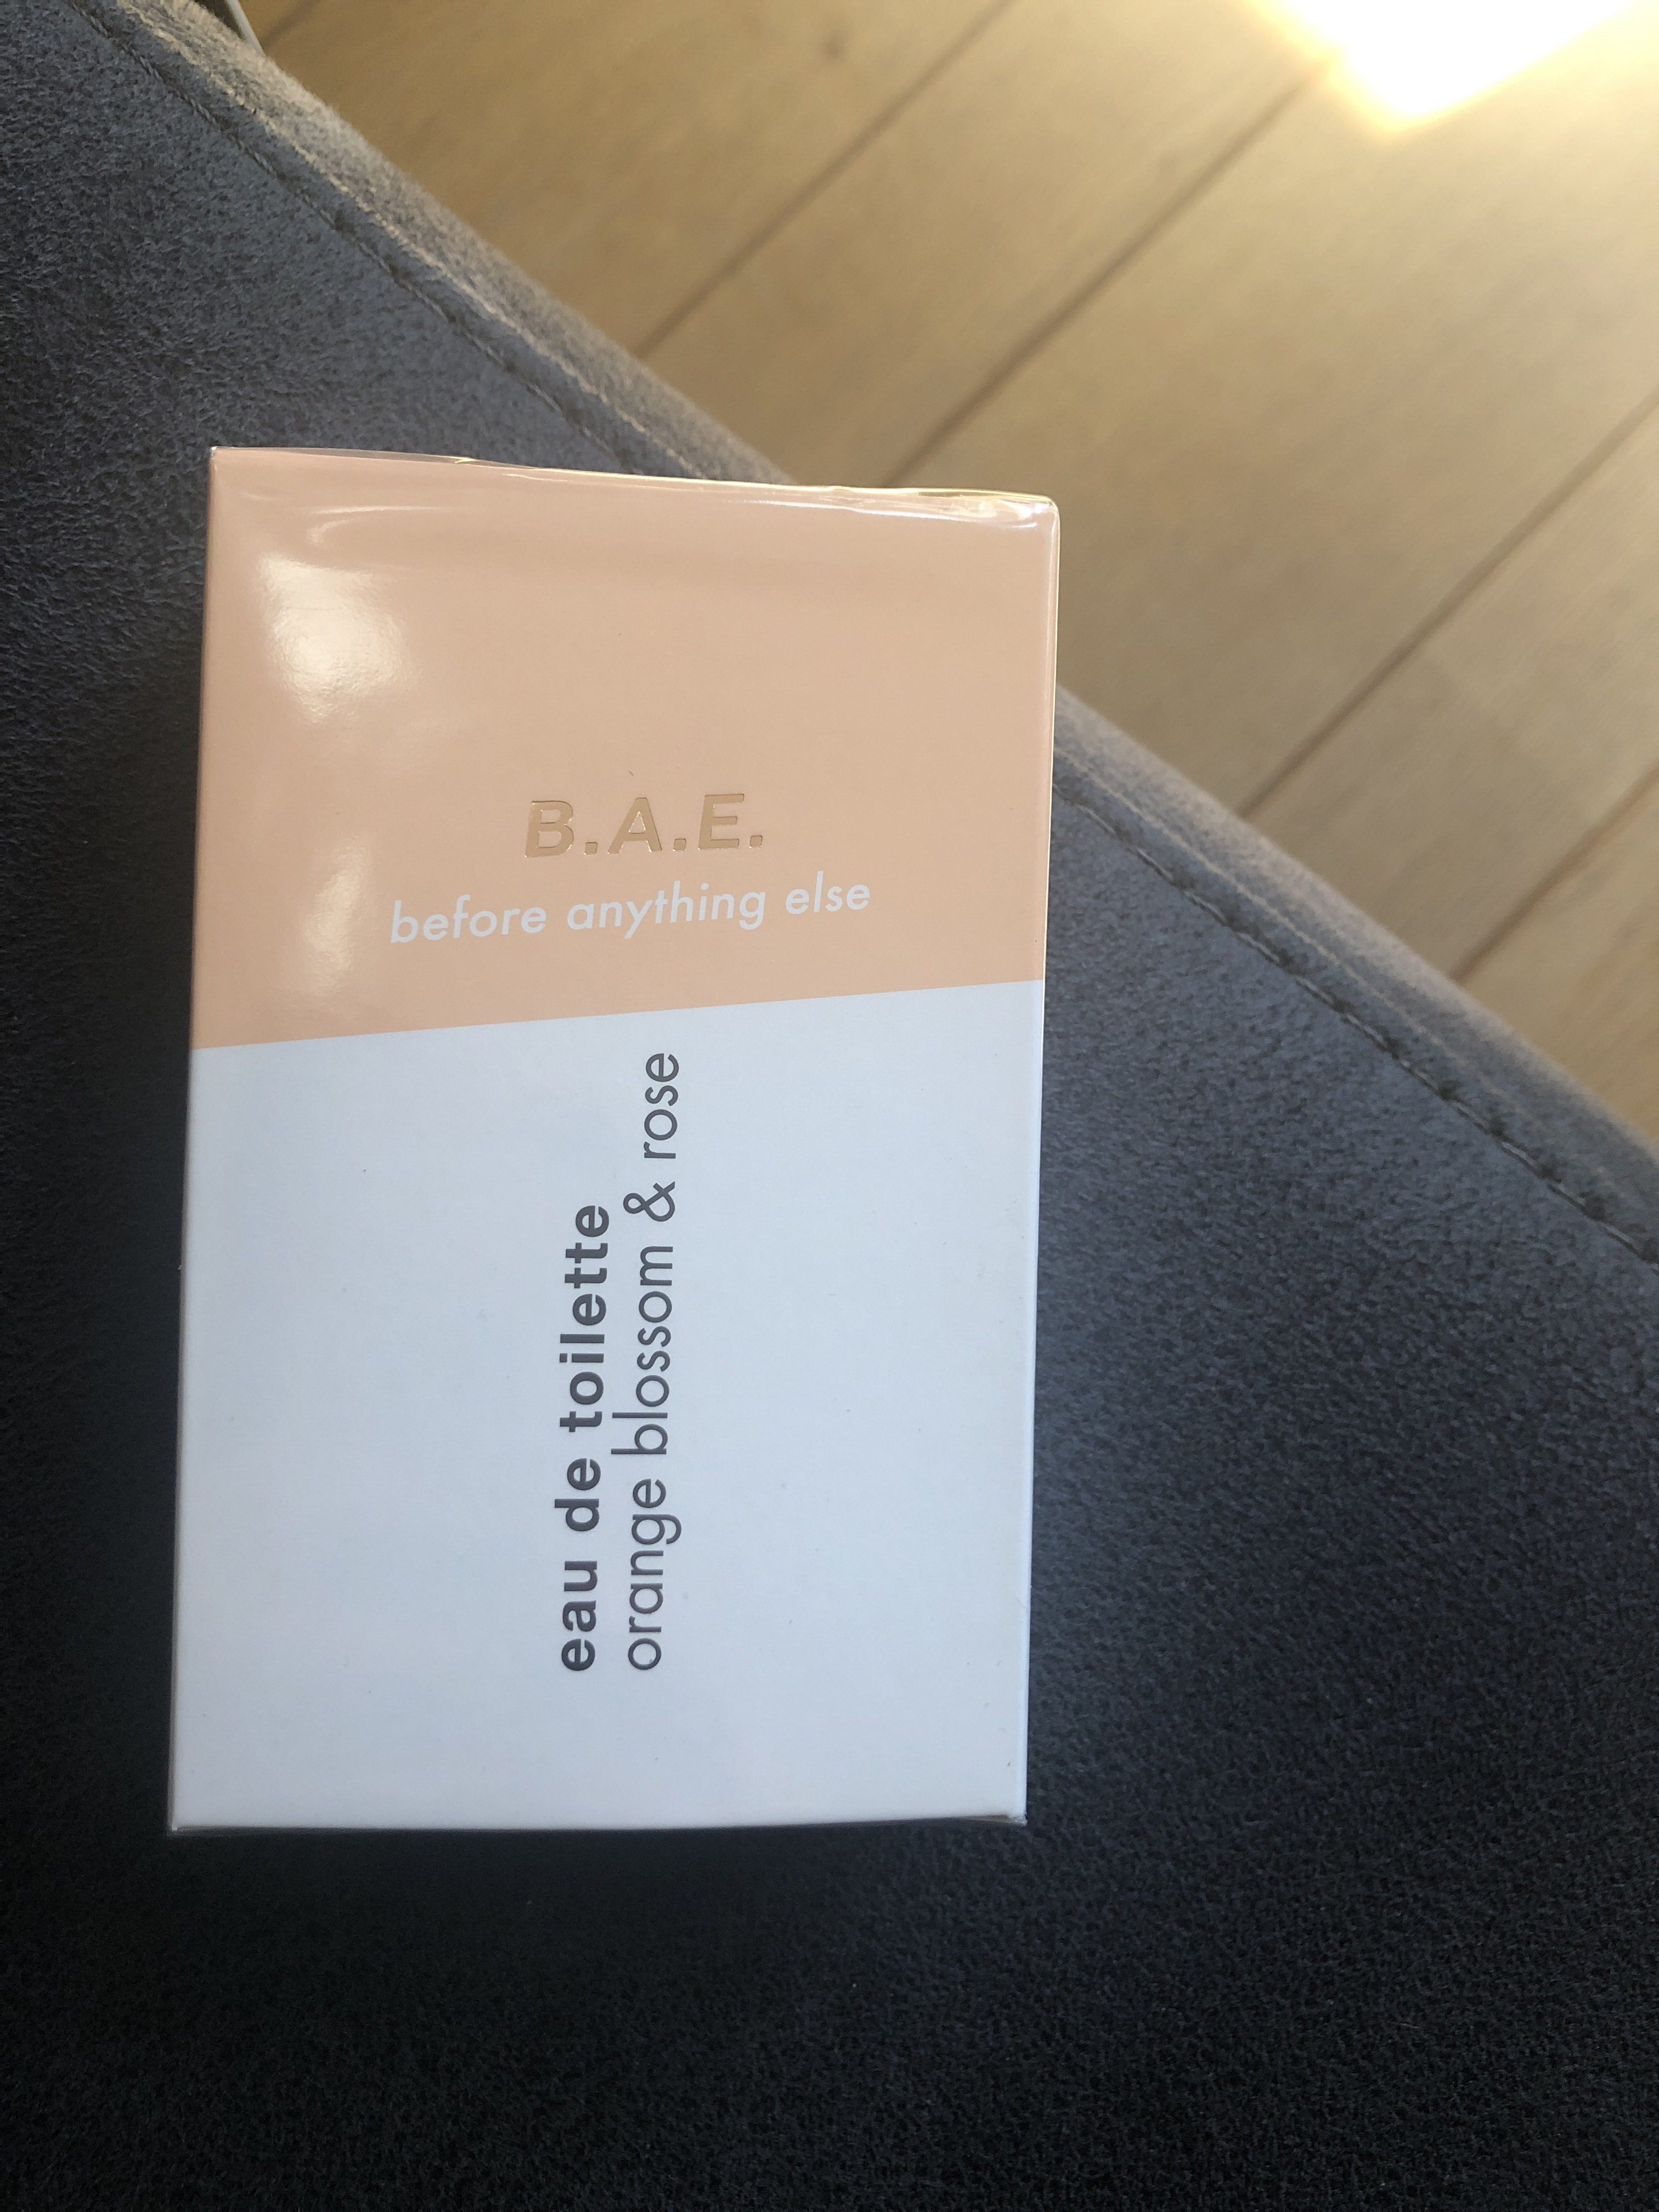 B.A.E.
before anything else
eau de toilette
orange blossom & rose